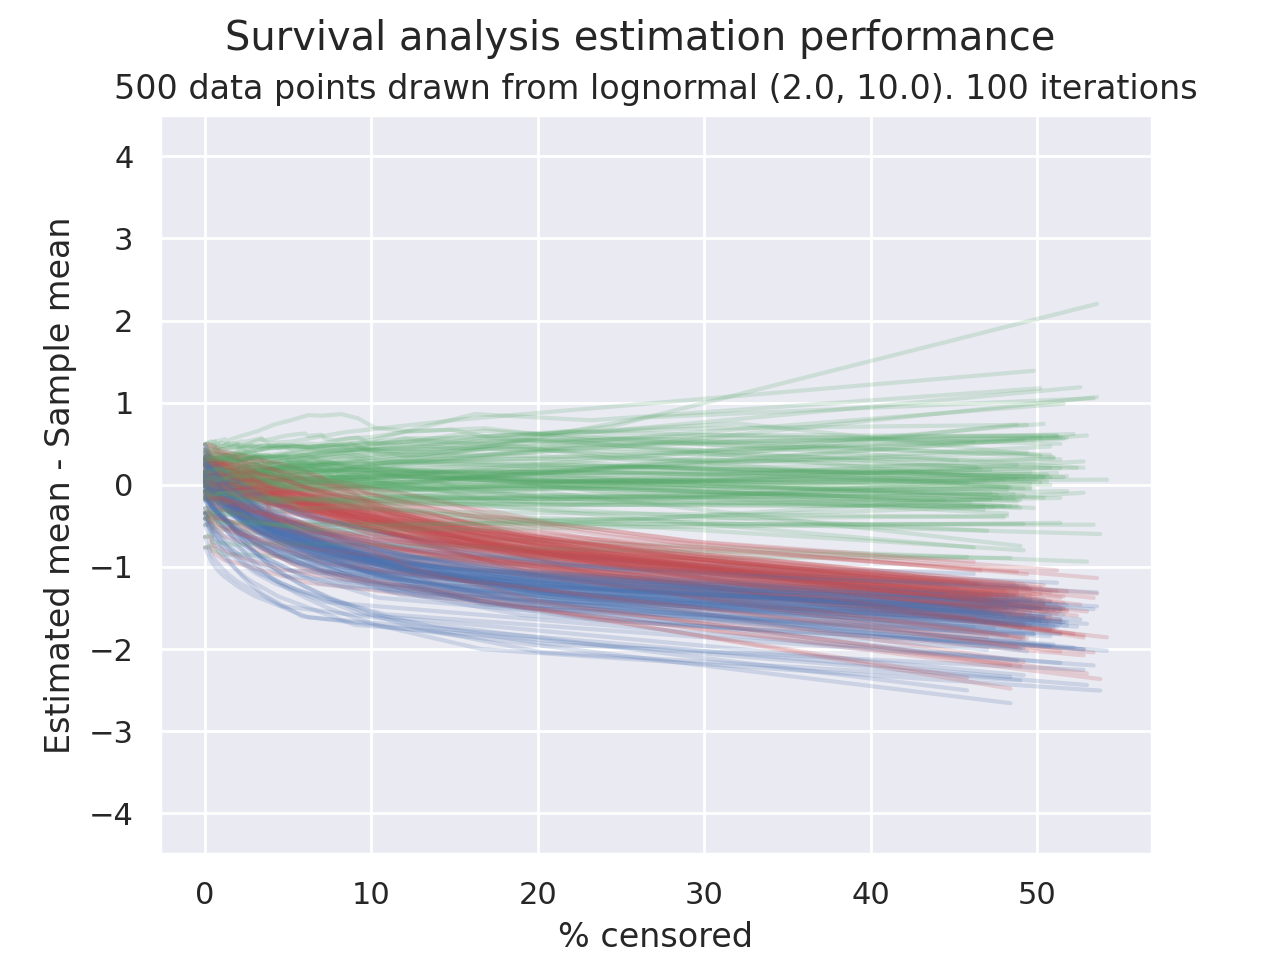 Survival analysis estimation performance
500 data points drawn from lognormal (2.0, 10.0). 100 iterations
Estimated mean - Sample mean
4
3
2
1
0
−1
−2
−3
−4
0 10 20 30 40 50
% censored